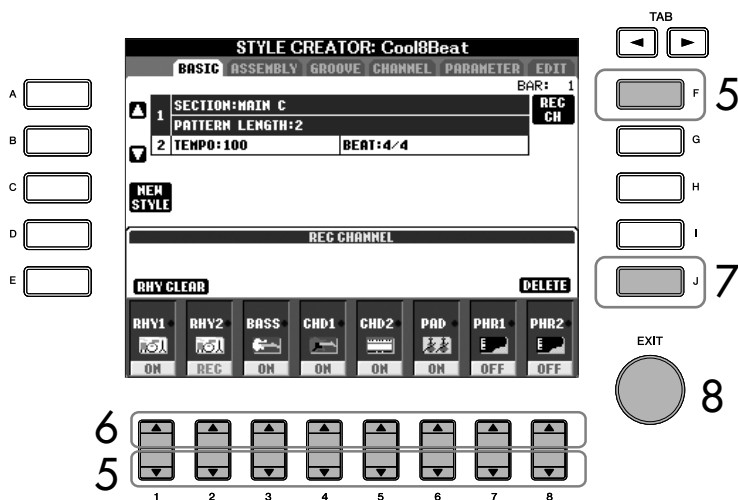 TAB
STYLE CREATOR: Cool8Beat
BASIC ASSEMBLY GROOVE CHANNEL PARAMETER EDIT
BAR: 1
1 SECTION:MAIN C
PATTERN LENGTH:2
REC CH
2 TEMPO:100 BEAT:4/4
NEW STYLE
REC CHANNEL
RHY CLEAR DELETE
RHY1 RHY2 BASS CHD1 CHD2 PAD PHR1 PHR2
ON REC ON ON ON ON OFF OFF
A
B
C
D
E
F 5
G
H
I
J 7
EXIT
8
6
5
1 2 3 4 5 6 7 8